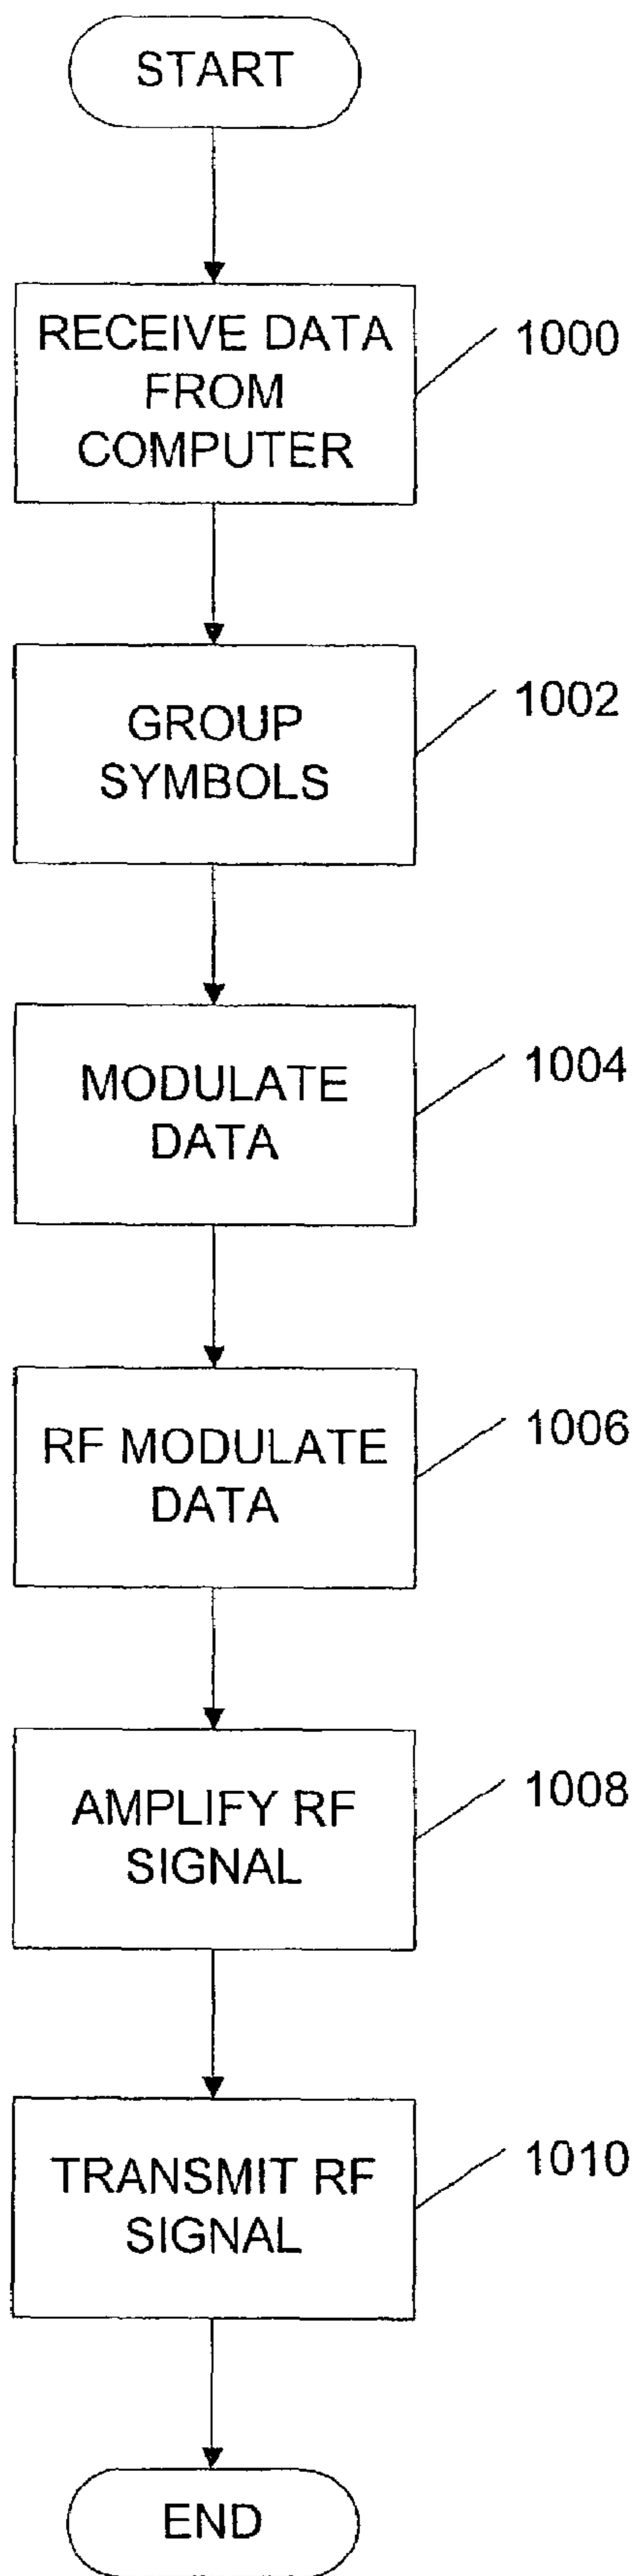 START
RECEIVE DATA
FROM
COMPUTER
1000
GROUP
SYMBOLS
1002
MODULATE
DATA
1004
RF MODULATE
DATA
1006
AMPLIFY RF
SIGNAL
1008
TRANSMIT RF
SIGNAL
1010
END